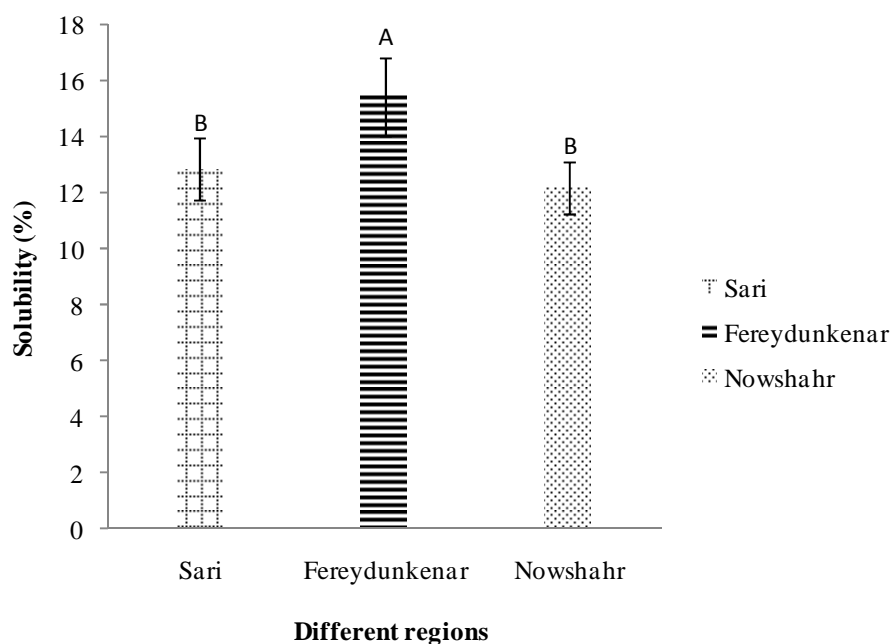 Solubility (%)
18
16
14
12
10
8
6
4
2
0
B
A
B
Sari
Fereydunkenar
Nowshahr
Different regions
Sari
Fereydunkenar
Nowshahr